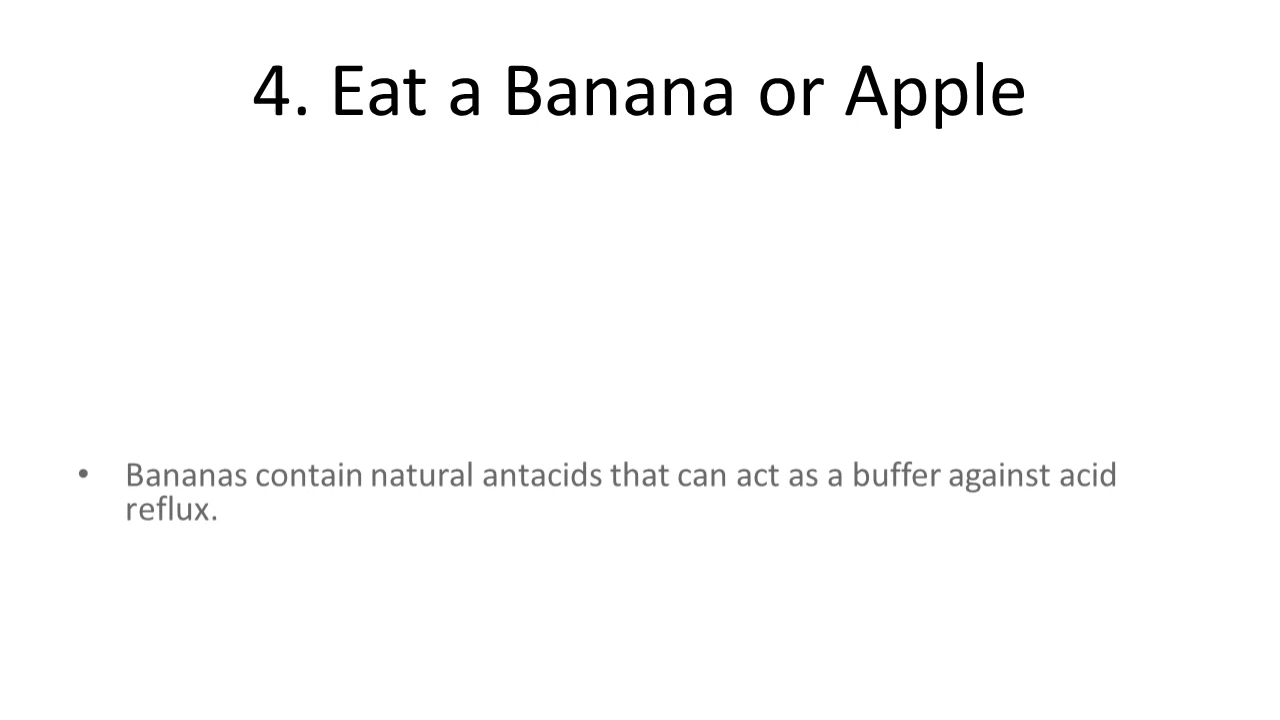 4. Eat a Banana or Apple
• Bananas contain natural antacids that can act as a buffer against acid
reflux.